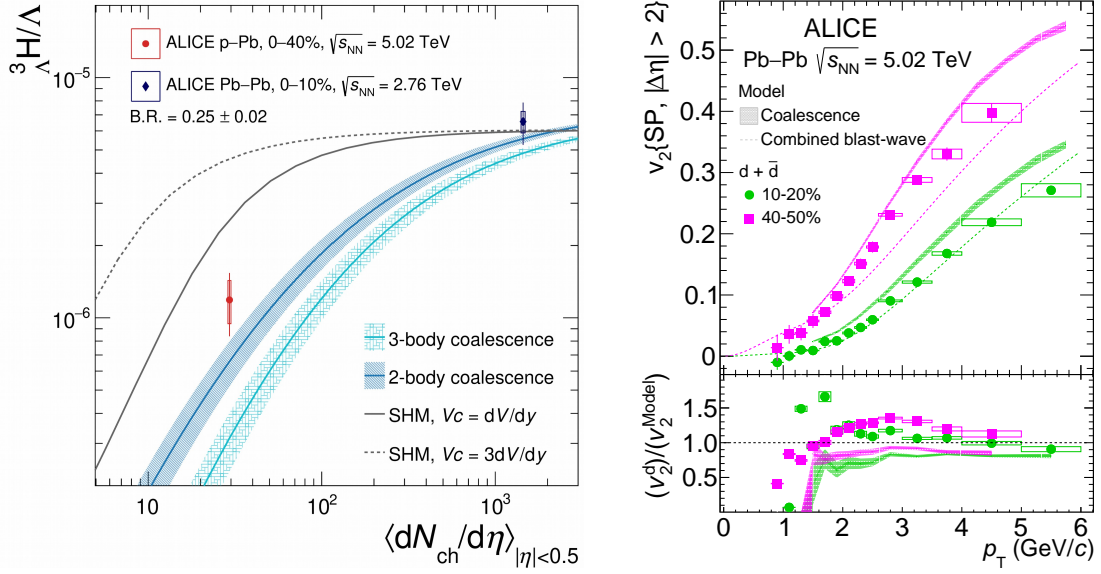 ³ΛH/Λ
10⁻⁵
10⁻⁶
ALICE p–Pb, 0–40%, √sNN = 5.02 TeV
ALICE Pb–Pb, 0–10%, √sNN = 2.76 TeV
B.R. = 0.25 ± 0.02
3-body coalescence
2-body coalescence
SHM, Vc = dV/dy
SHM, Vc = 3dV/dy
10 10² 10³
⟨dNch/dη⟩|η|<0.5
v₂{SP, |Δη| > 2}
0.5
0.4
0.3
0.2
0.1
0
ALICE
Pb–Pb √sNN = 5.02 TeV
Model
Coalescence
Combined blast-wave
d + d̅
10-20%
40-50%
(v₂ᵈ)/(v₂ᴹᵒᵈᵉˡ)
1.5
1.0
0.5
0 1 2 3 4 5 6
pT (GeV/c)